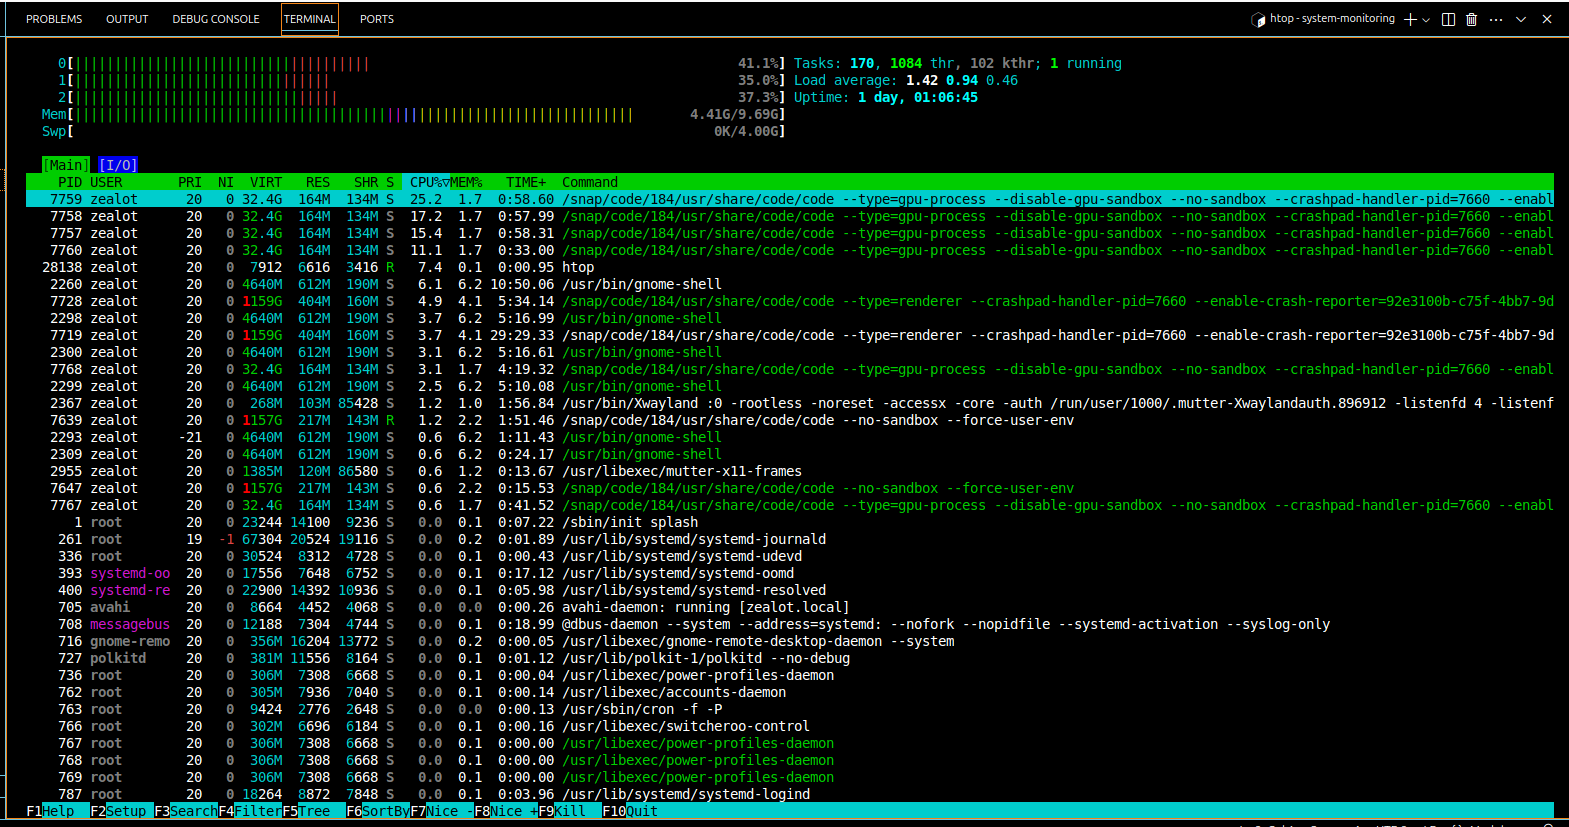 PROBLEMS OUTPUT DEBUG CONSOLE TERMINAL PORTS htop - system-monitoring
0[ 41.1%] Tasks: 170, 1084 thr, 102 kthr; 1 running
1[ 35.0%] Load average: 1.42 0.94 0.46
2[ 37.3%] Uptime: 1 day, 01:06:45
Mem[ 4.41G/9.69G]
Swp[ 0K/4.00G]
[Main] [I/O]
PID USER PRI NI VIRT RES SHR S CPU%▽MEM% TIME+ Command
7759 zealot 20 0 32.4G 164M 134M S 25.2 1.7 0:58.60 /snap/code/184/usr/share/code/code --type=gpu-process --disable-gpu-sandbox --no-sandbox --crashpad-handler-pid=7660 --enabl
7758 zealot 20 0 32.4G 164M 134M S 17.2 1.7 0:57.99 /snap/code/184/usr/share/code/code --type=gpu-process --disable-gpu-sandbox --no-sandbox --crashpad-handler-pid=7660 --enabl
7757 zealot 20 0 32.4G 164M 134M S 15.4 1.7 0:58.31 /snap/code/184/usr/share/code/code --type=gpu-process --disable-gpu-sandbox --no-sandbox --crashpad-handler-pid=7660 --enabl
7760 zealot 20 0 32.4G 164M 134M S 11.1 1.7 0:33.00 /snap/code/184/usr/share/code/code --type=gpu-process --disable-gpu-sandbox --no-sandbox --crashpad-handler-pid=7660 --enabl
28138 zealot 20 0 7912 6616 3416 R 7.4 0.1 0:00.95 htop
2260 zealot 20 0 4640M 612M 190M S 6.1 6.2 10:50.06 /usr/bin/gnome-shell
7728 zealot 20 0 1159G 404M 160M S 4.9 4.1 5:34.14 /snap/code/184/usr/share/code/code --type=renderer --crashpad-handler-pid=7660 --enable-crash-reporter=92e3100b-c75f-4bb7-9d
2298 zealot 20 0 4640M 612M 190M S 3.7 6.2 5:16.99 /usr/bin/gnome-shell
7719 zealot 20 0 1159G 404M 160M S 3.7 4.1 29:29.33 /snap/code/184/usr/share/code/code --type=renderer --crashpad-handler-pid=7660 --enable-crash-reporter=92e3100b-c75f-4bb7-9d
2300 zealot 20 0 4640M 612M 190M S 3.1 6.2 5:16.61 /usr/bin/gnome-shell
7768 zealot 20 0 32.4G 164M 134M S 3.1 1.7 4:19.32 /snap/code/184/usr/share/code/code --type=gpu-process --disable-gpu-sandbox --no-sandbox --crashpad-handler-pid=7660 --enabl
2299 zealot 20 0 4640M 612M 190M S 2.5 6.2 5:10.08 /usr/bin/gnome-shell
2367 zealot 20 0 268M 103M 85428 S 1.2 1.0 1:56.84 /usr/bin/Xwayland :0 -rootless -noreset -accessx -core -auth /run/user/1000/.mutter-Xwaylandauth.896912 -listenfd 4 -listenf
7639 zealot 20 0 1157G 217M 143M R 1.2 2.2 1:51.46 /snap/code/184/usr/share/code/code --no-sandbox --force-user-env
2293 zealot -21 0 4640M 612M 190M S 0.6 6.2 1:11.43 /usr/bin/gnome-shell
2309 zealot 20 0 4640M 612M 190M S 0.6 6.2 0:24.17 /usr/bin/gnome-shell
2955 zealot 20 0 1385M 120M 86580 S 0.6 1.2 0:13.67 /usr/libexec/mutter-x11-frames
7647 zealot 20 0 1157G 217M 143M S 0.6 2.2 0:15.53 /snap/code/184/usr/share/code/code --no-sandbox --force-user-env
7767 zealot 20 0 32.4G 164M 134M S 0.6 1.7 0:41.52 /snap/code/184/usr/share/code/code --type=gpu-process --disable-gpu-sandbox --no-sandbox --crashpad-handler-pid=7660 --enabl
1 root 20 0 23244 14100 9236 S 0.0 0.1 0:07.22 /sbin/init splash
261 root 19 -1 67304 20524 19116 S 0.0 0.2 0:01.89 /usr/lib/systemd/systemd-journald
336 root 20 0 30524 8312 4728 S 0.0 0.1 0:00.43 /usr/lib/systemd/systemd-udevd
393 systemd-oo 20 0 17556 7648 6752 S 0.0 0.1 0:17.12 /usr/lib/systemd/systemd-oomd
400 systemd-re 20 0 22900 14392 10936 S 0.0 0.1 0:05.98 /usr/lib/systemd/systemd-resolved
705 avahi 20 0 8664 4452 4068 S 0.0 0.0 0:00.26 avahi-daemon: running [zealot.local]
708 messagebus 20 0 12188 7304 4744 S 0.0 0.1 0:18.99 @dbus-daemon --system --address=systemd: --nofork --nopidfile --systemd-activation --syslog-only
716 gnome-remo 20 0 356M 16204 13772 S 0.0 0.2 0:00.05 /usr/libexec/gnome-remote-desktop-daemon --system
727 polkitd 20 0 381M 11556 8164 S 0.0 0.1 0:01.12 /usr/lib/polkit-1/polkitd --no-debug
736 root 20 0 306M 7308 6668 S 0.0 0.1 0:00.04 /usr/libexec/power-profiles-daemon
762 root 20 0 305M 7936 7040 S 0.0 0.1 0:00.14 /usr/libexec/accounts-daemon
763 root 20 0 9424 2776 2648 S 0.0 0.0 0:00.13 /usr/sbin/cron -f -P
766 root 20 0 302M 6696 6184 S 0.0 0.1 0:00.16 /usr/libexec/switcheroo-control
767 root 20 0 306M 7308 6668 S 0.0 0.1 0:00.00 /usr/libexec/power-profiles-daemon
768 root 20 0 306M 7308 6668 S 0.0 0.1 0:00.00 /usr/libexec/power-profiles-daemon
769 root 20 0 306M 7308 6668 S 0.0 0.1 0:00.00 /usr/libexec/power-profiles-daemon
787 root 20 0 18264 8872 7848 S 0.0 0.1 0:03.96 /usr/lib/systemd/systemd-logind
F1Help F2Setup F3SearchF4FilterF5Tree F6SortByF7Nice -F8Nice +F9Kill F10Quit